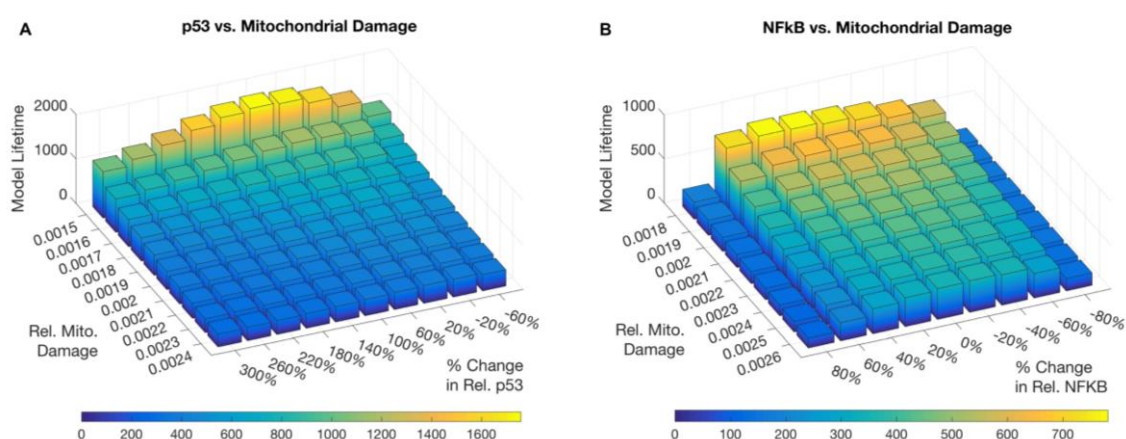 A
p53 vs. Mitochondrial Damage
Model Lifetime
2000
1000
0
0.0015
0.0016
0.0017
0.0018
0.0019
0.002
0.0021
0.0022
0.0023
0.0024
Rel. Mito.
Damage
300%
260%
220%
180%
140%
100%
60%
20%
-20%
-60%
% Change
in Rel. p53
0 200 400 600 800 1000 1200 1400 1600
B
NFkB vs. Mitochondrial Damage
Model Lifetime
1000
500
0
0.0018
0.0019
0.002
0.0021
0.0022
0.0023
0.0024
0.0025
0.0026
Rel. Mito.
Damage
80%
60%
40%
20%
0%
-20%
-40%
-60%
-80%
% Change
in Rel. NFKB
0 100 200 300 400 500 600 700